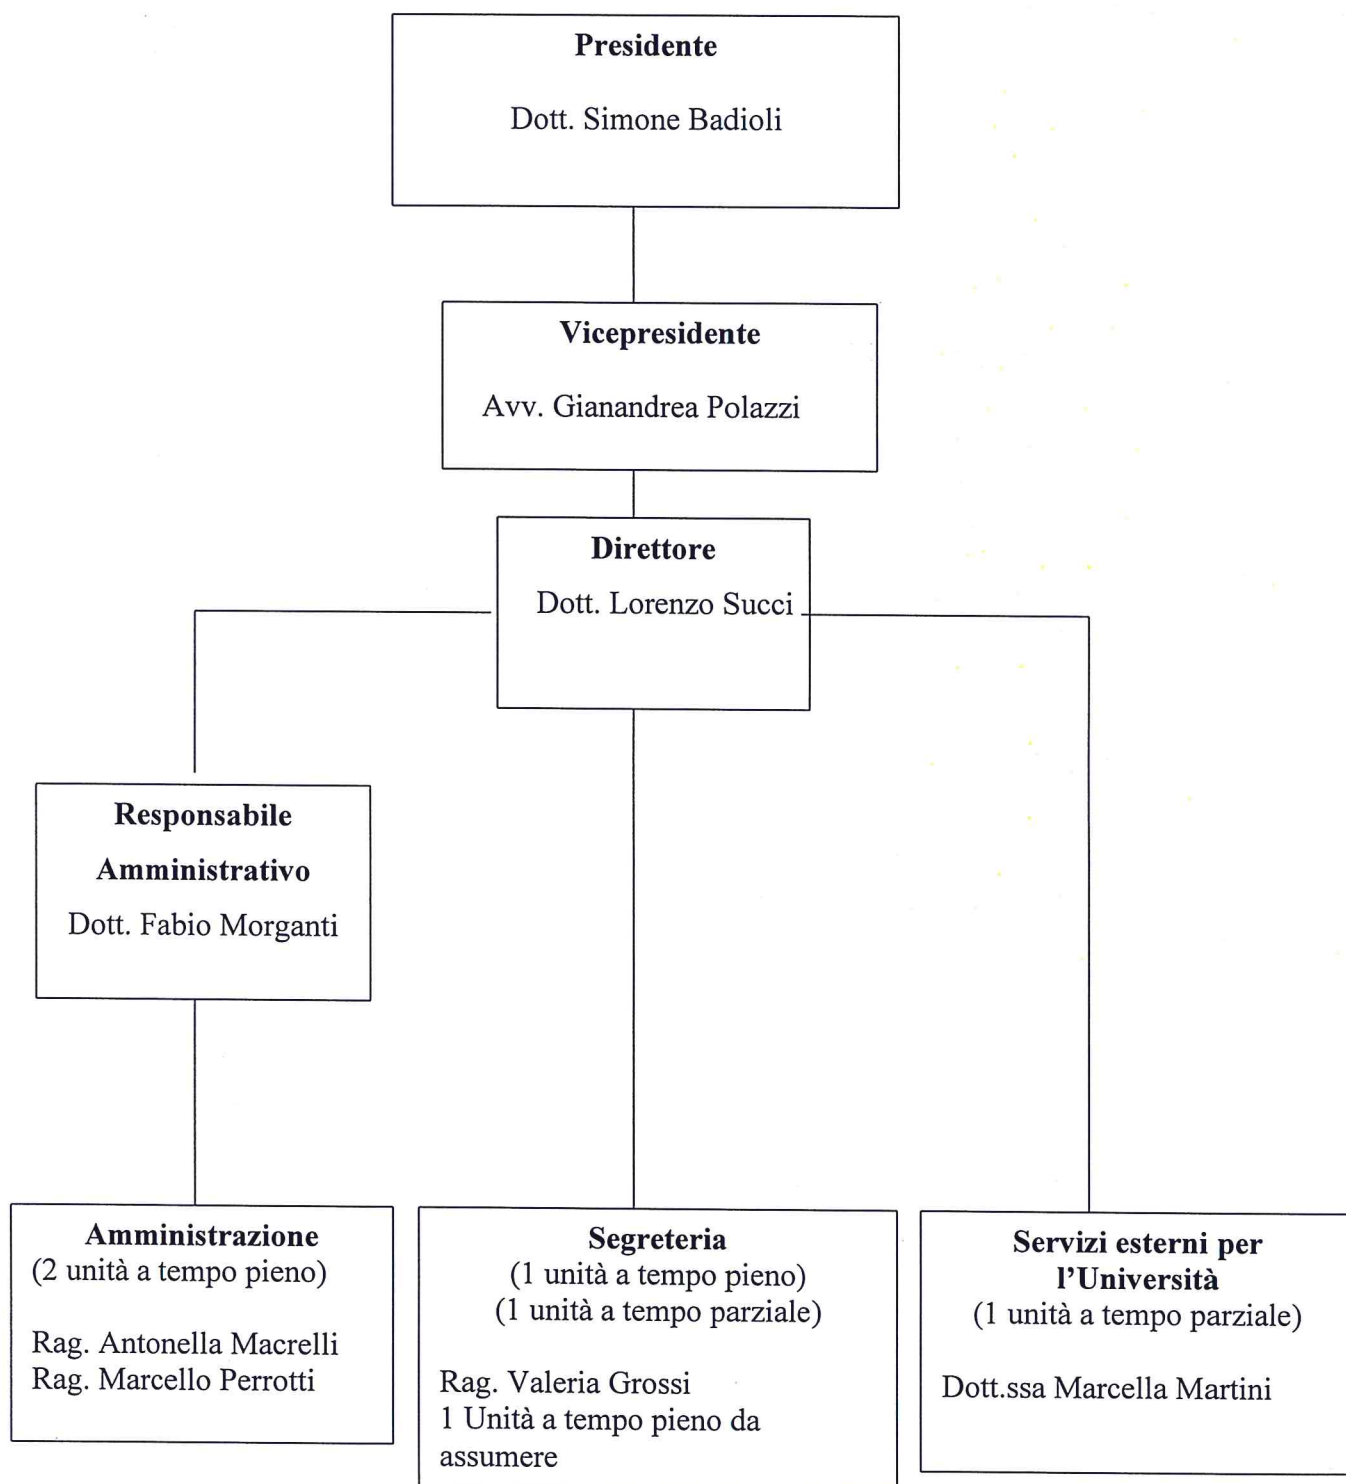 Presidente
Dott. Simone Badioli
Vicepresidente
Avv. Gianandrea Polazzi
Direttore
Dott. Lorenzo Succi
Responsabile
Amministrativo
Dott. Fabio Morganti
Amministrazione
(2 unità a tempo pieno)
Rag. Antonella Macrelli
Rag. Marcello Perrotti
Segreteria
(1 unità a tempo pieno)
(1 unità a tempo parziale)
Rag. Valeria Grossi
1 Unità a tempo pieno da
assumere
Servizi esterni per
l'Università
(1 unità a tempo parziale)
Dott.ssa Marcella Martini